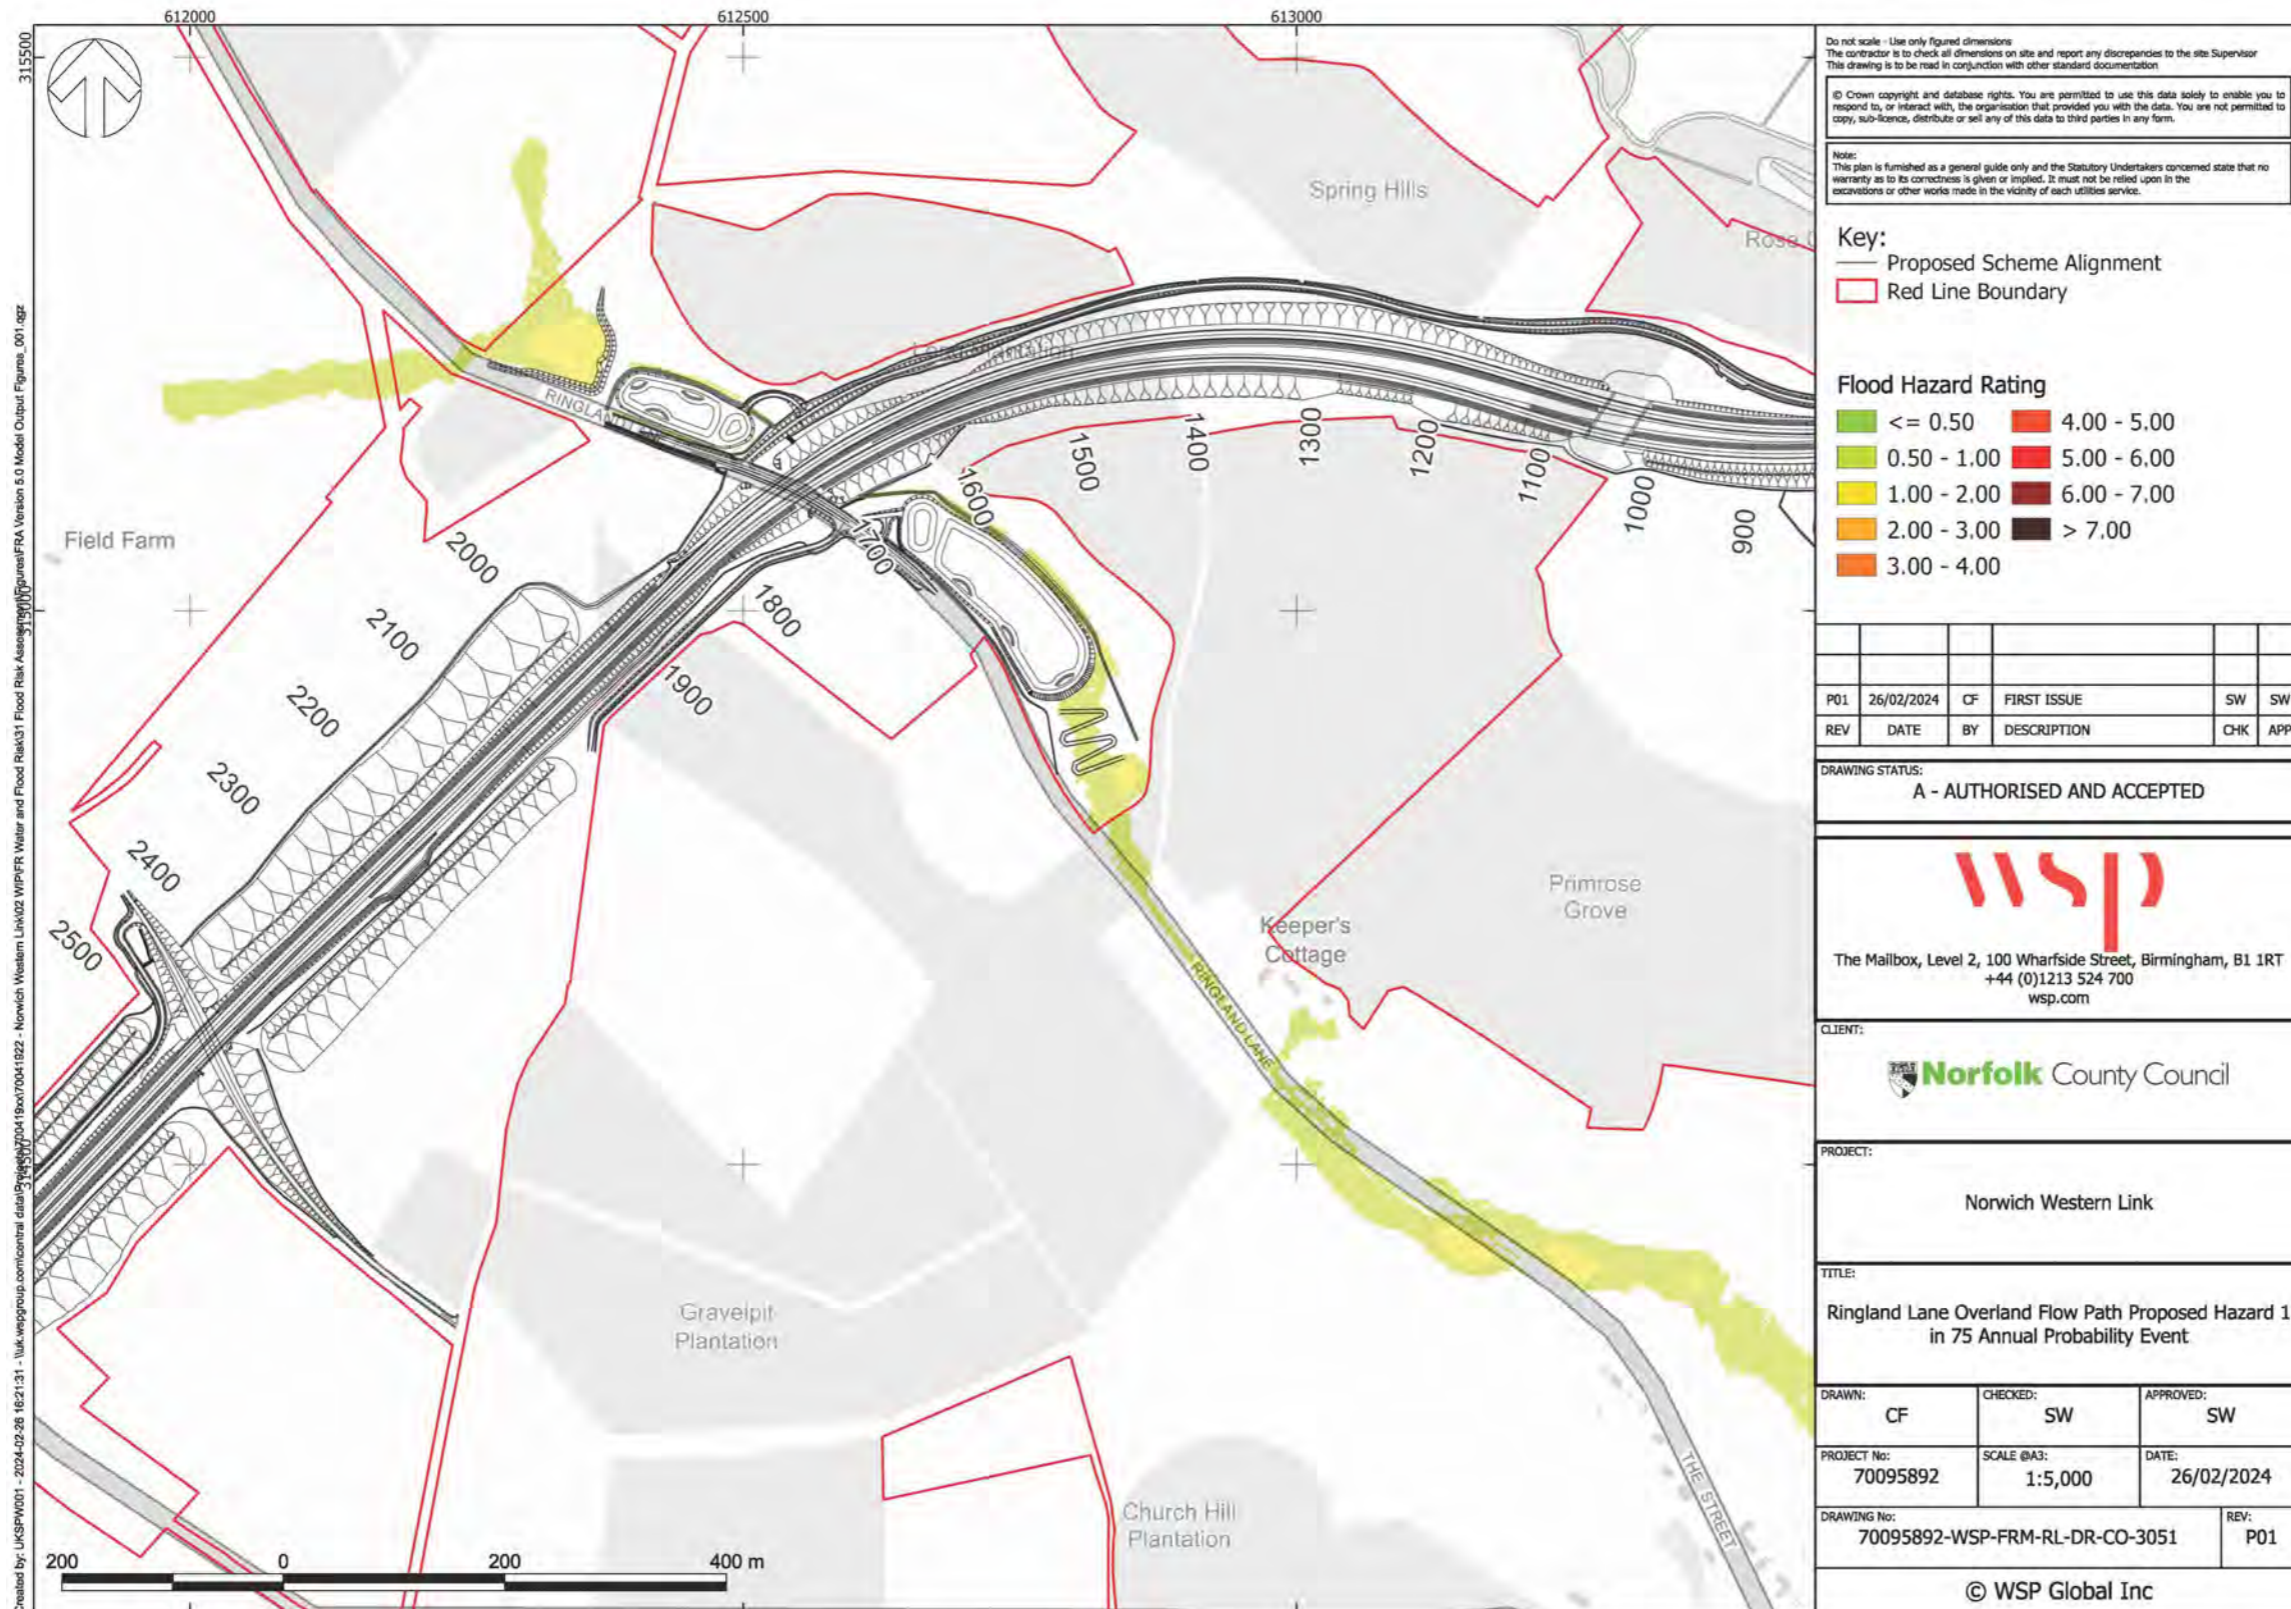 612000
612500
613000
315500
315000
314500
Spring Hills
Rose
RINGLAND LANE
Field Farm
1500
1400
1300
1200
1100
1000
900
1600
1700
1800
1900
2000
2100
2200
2300
2400
2500
Primrose
Grove
Keeper's
Cottage
RINGLAND LANE
Gravelpit
Plantation
Church Hill
Plantation
THE STREET
200
0
200
400 m
Created by: UKSPW001 - 2024-02-26 16:21:31 -
Do not scale - Use only figured dimensions
The contractor is to check all dimensions on site and report any discrepancies to the site Supervisor
This drawing is to be read in conjunction with other standard documentation
© Crown copyright and database rights. You are permitted to use this data solely to enable you to
respond to, or interact with, the organisation that provided you with the data. You are not permitted to
copy, sub-licence, distribute or sell any of this data to third parties in any form.
Note:
This plan is furnished as a general guide only and the Statutory Undertakers concerned state that no
warranty as to its correctness is given or implied. It must not be relied upon in the
excavations or other works made in the vicinity of each utilities service.
Key:
Proposed Scheme Alignment
Red Line Boundary
Flood Hazard Rating
<= 0.50
4.00 - 5.00
0.50 - 1.00
5.00 - 6.00
1.00 - 2.00
6.00 - 7.00
2.00 - 3.00
> 7.00
3.00 - 4.00
P01 26/02/2024 CF FIRST ISSUE SW SW
REV DATE BY DESCRIPTION CHK APP
DRAWING STATUS:
A - AUTHORISED AND ACCEPTED
wsp
The Mailbox, Level 2, 100 Wharfside Street, Birmingham, B1 1RT
+44 (0)1213 524 700
wsp.com
CLIENT:
Norfolk County Council
PROJECT:
Norwich Western Link
TITLE:
Ringland Lane Overland Flow Path Proposed Hazard 1
in 75 Annual Probability Event
DRAWN: CHECKED: APPROVED:
CF SW SW
PROJECT No: SCALE @A3: DATE:
70095892 1:5,000 26/02/2024
DRAWING No: REV:
70095892-WSP-FRM-RL-DR-CO-3051 P01
© WSP Global Inc